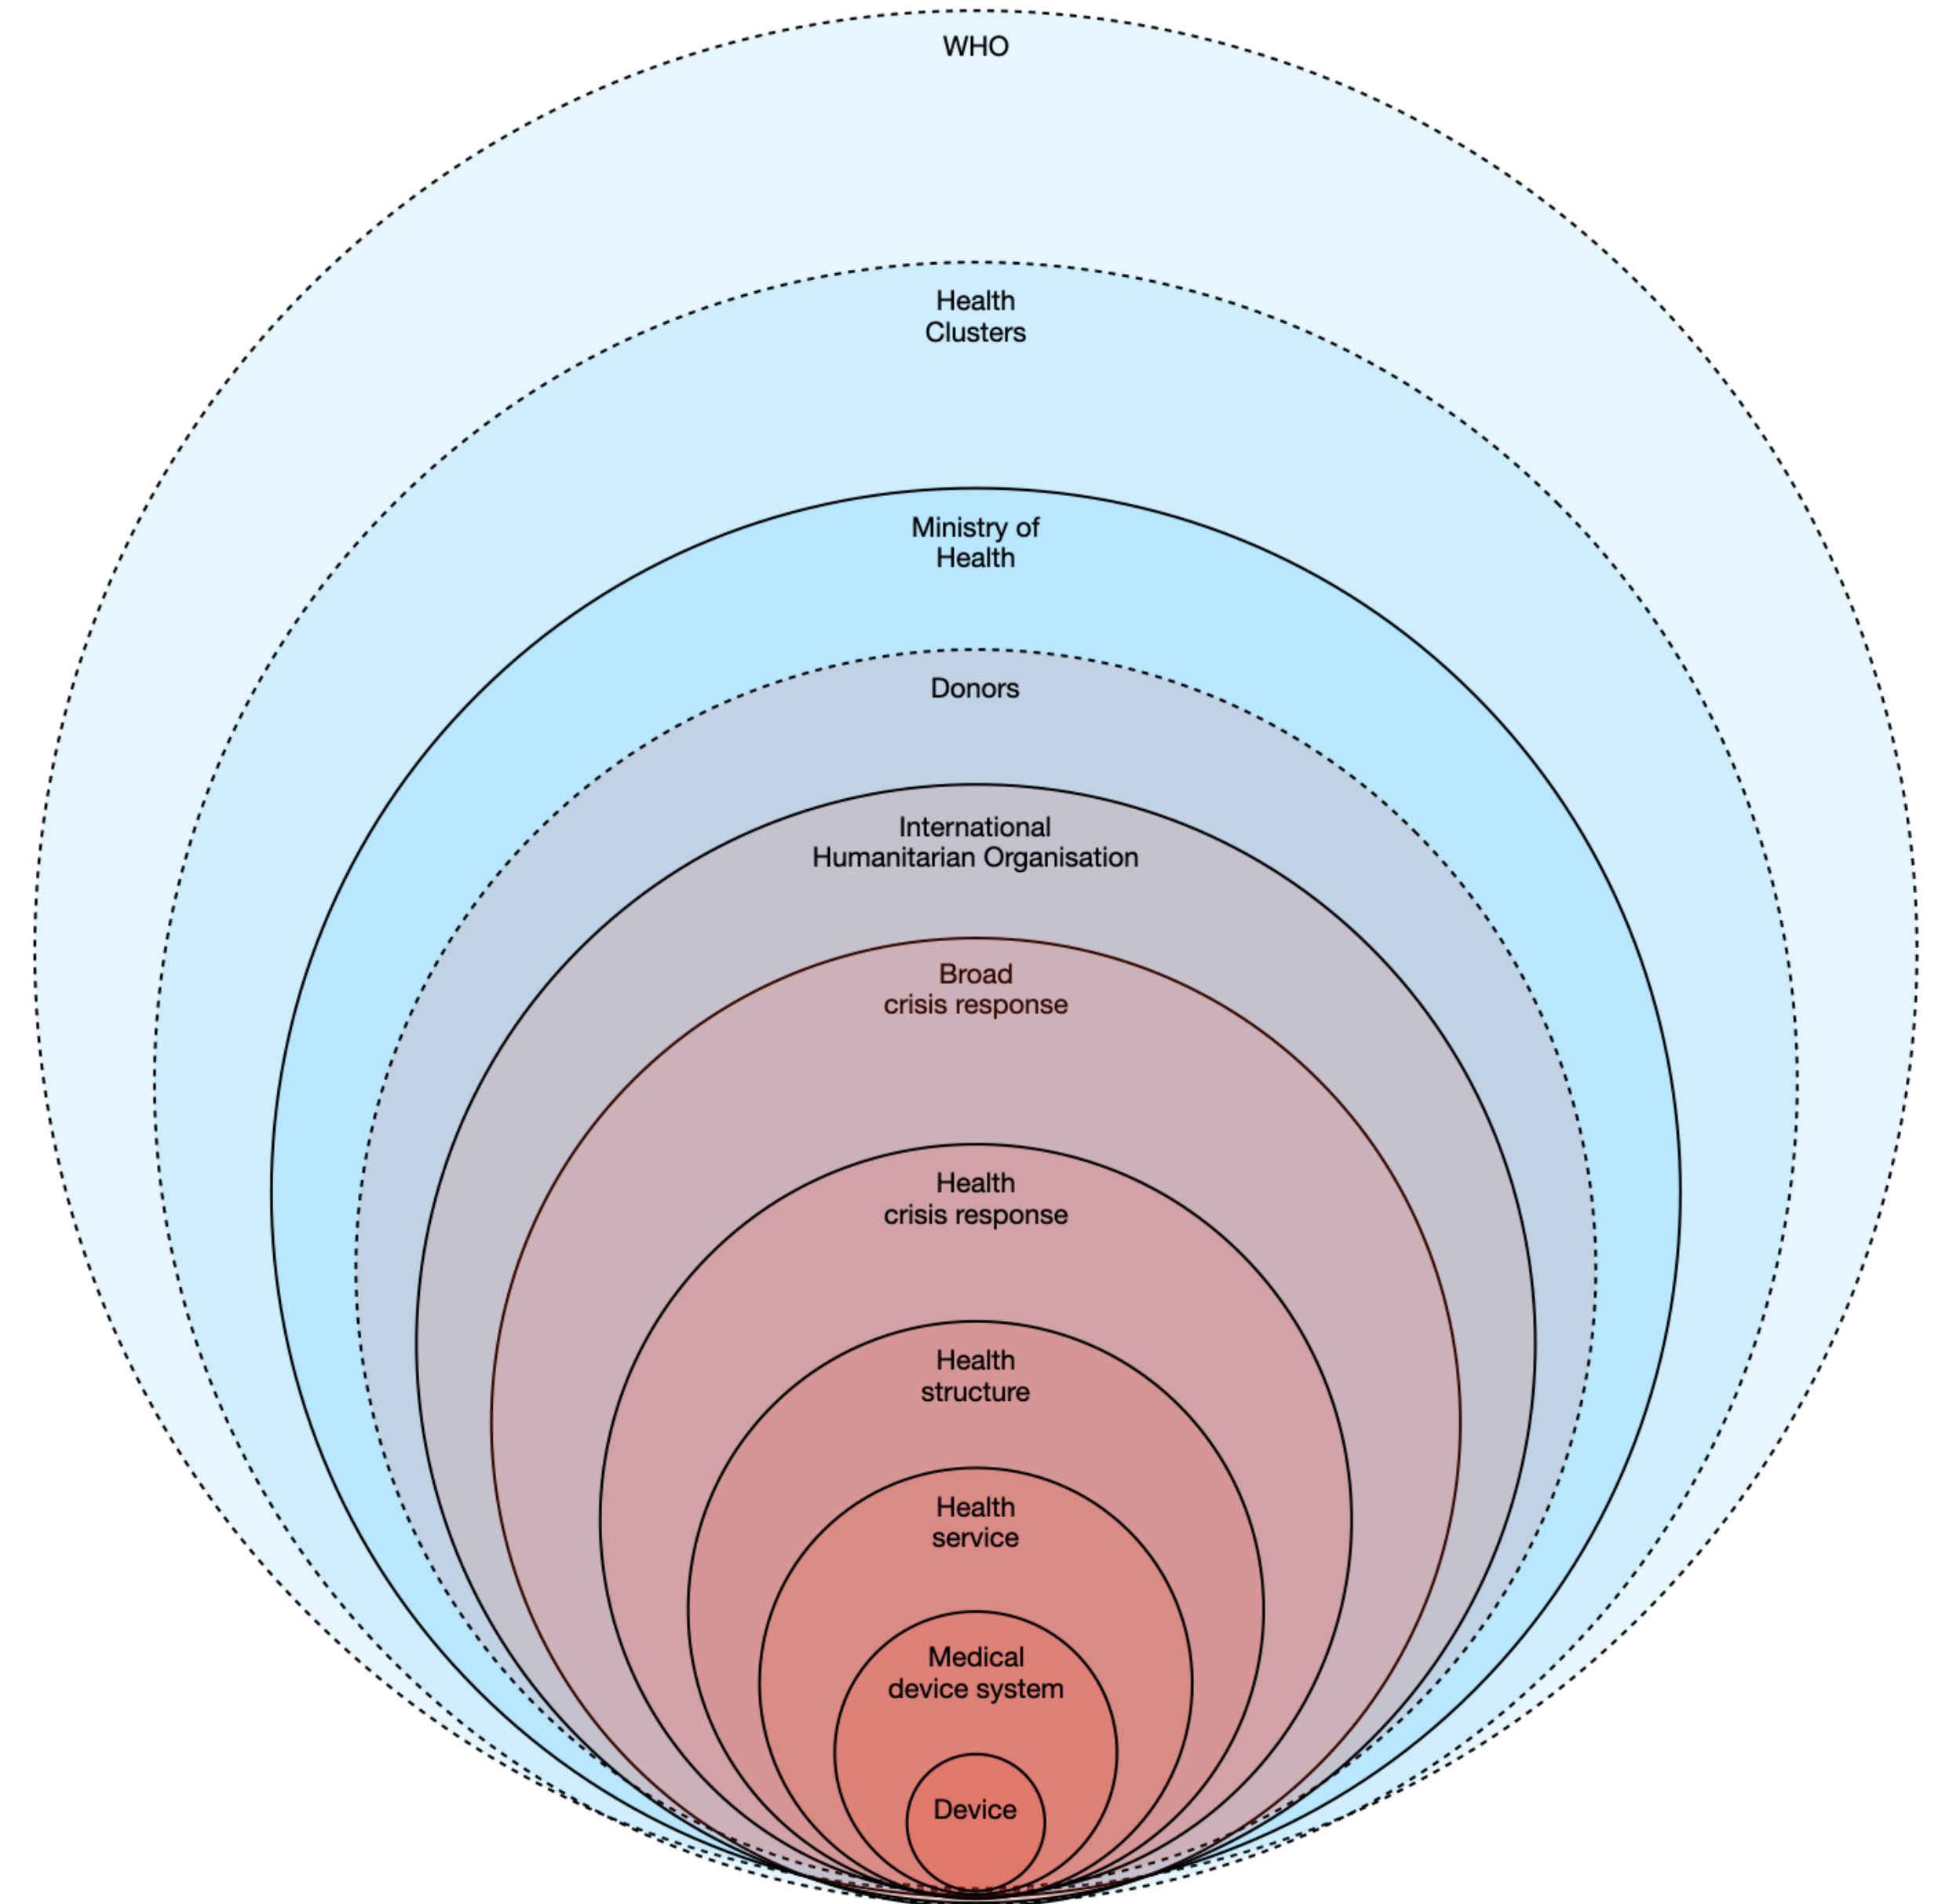 WHO
Health
Clusters
Ministry of
Health
Donors
International
Humanitarian Organisation
Broad
crisis response
Health
crisis response
Health
structure
Health
service
Medical
device system
Device